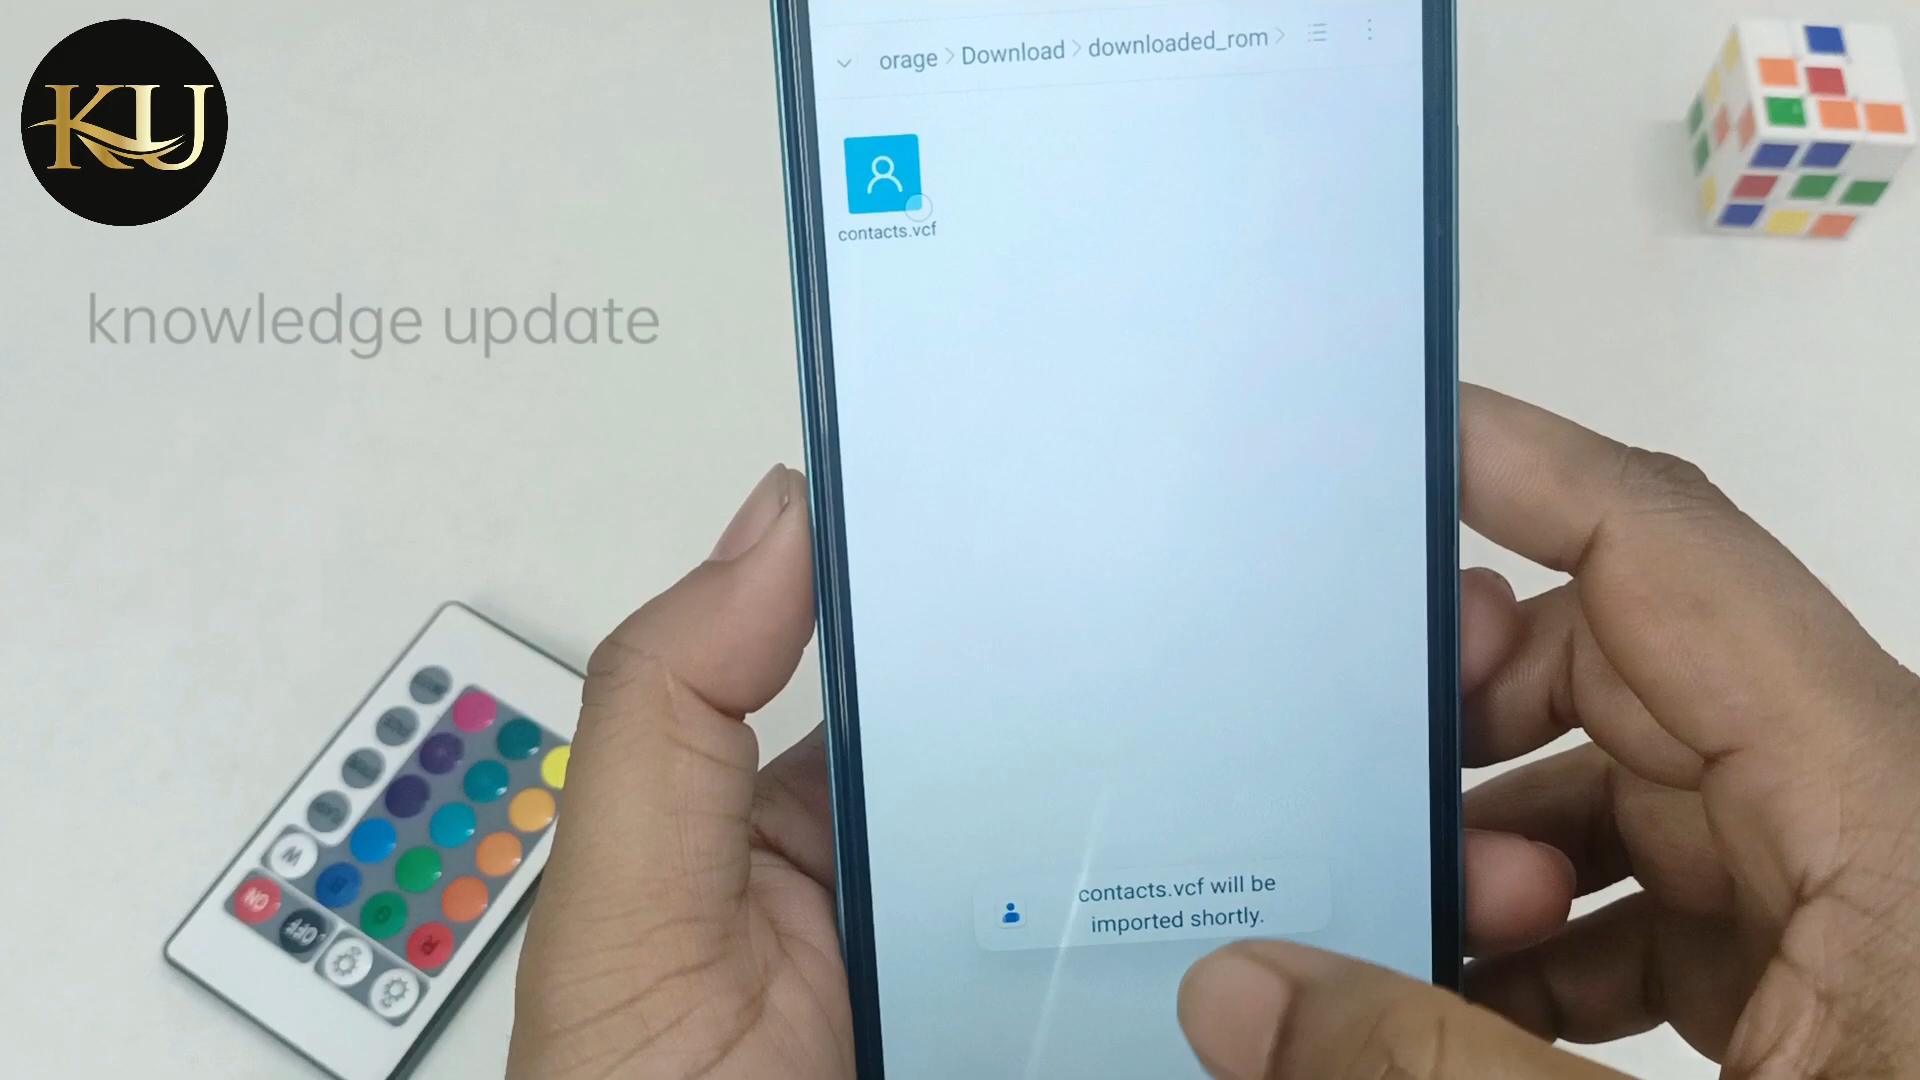 KU
knowledge update
orage > Download > downloaded_rom >
contacts.vcf
contacts.vcf will be
imported shortly.
W
B
G
R
ON
OFF